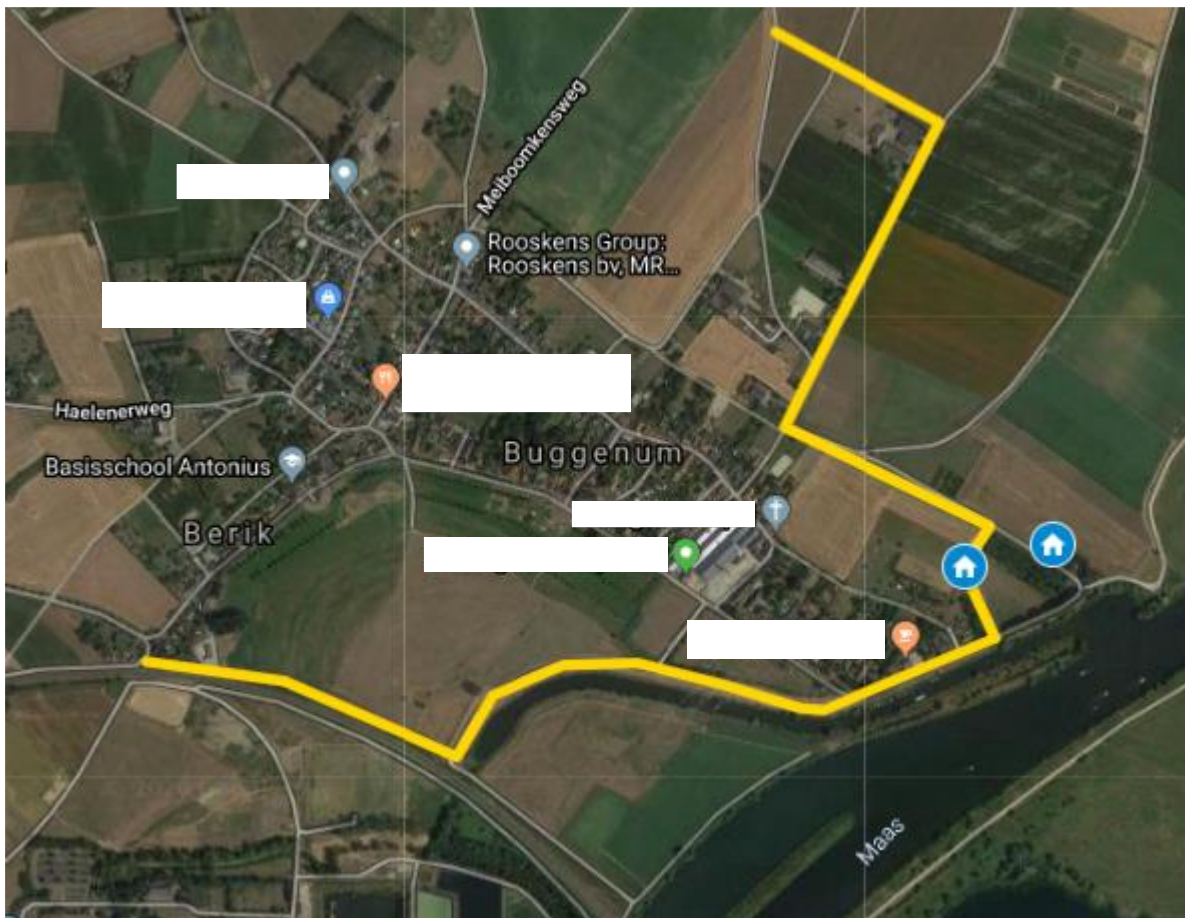 Meiboomkensweg
Rooskens Group:
Rooskens bv, MR...
Haelenerweg
Buggenum
Basisschool Antonius
Berik
Maas